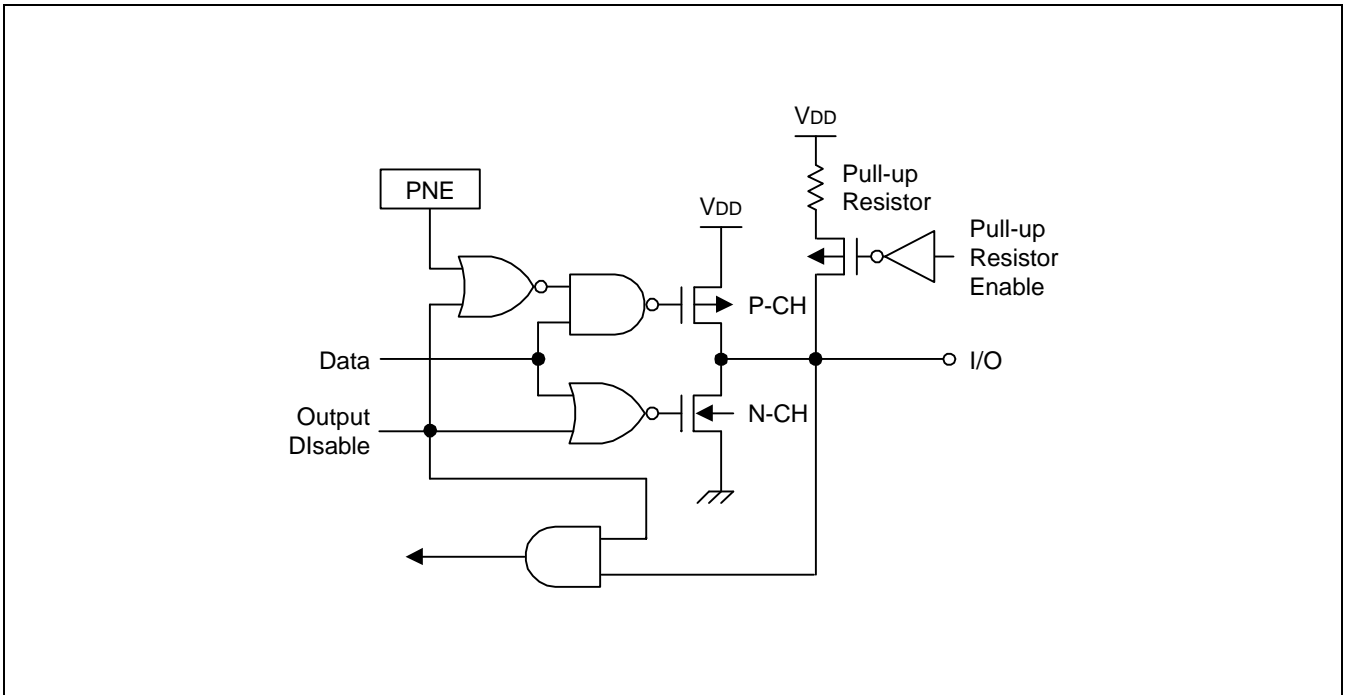 VDD
Pull-up
Resistor
PNE
VDD
Pull-up
Resistor
Enable
P-CH
Data
I/O
Output
DIsable
N-CH